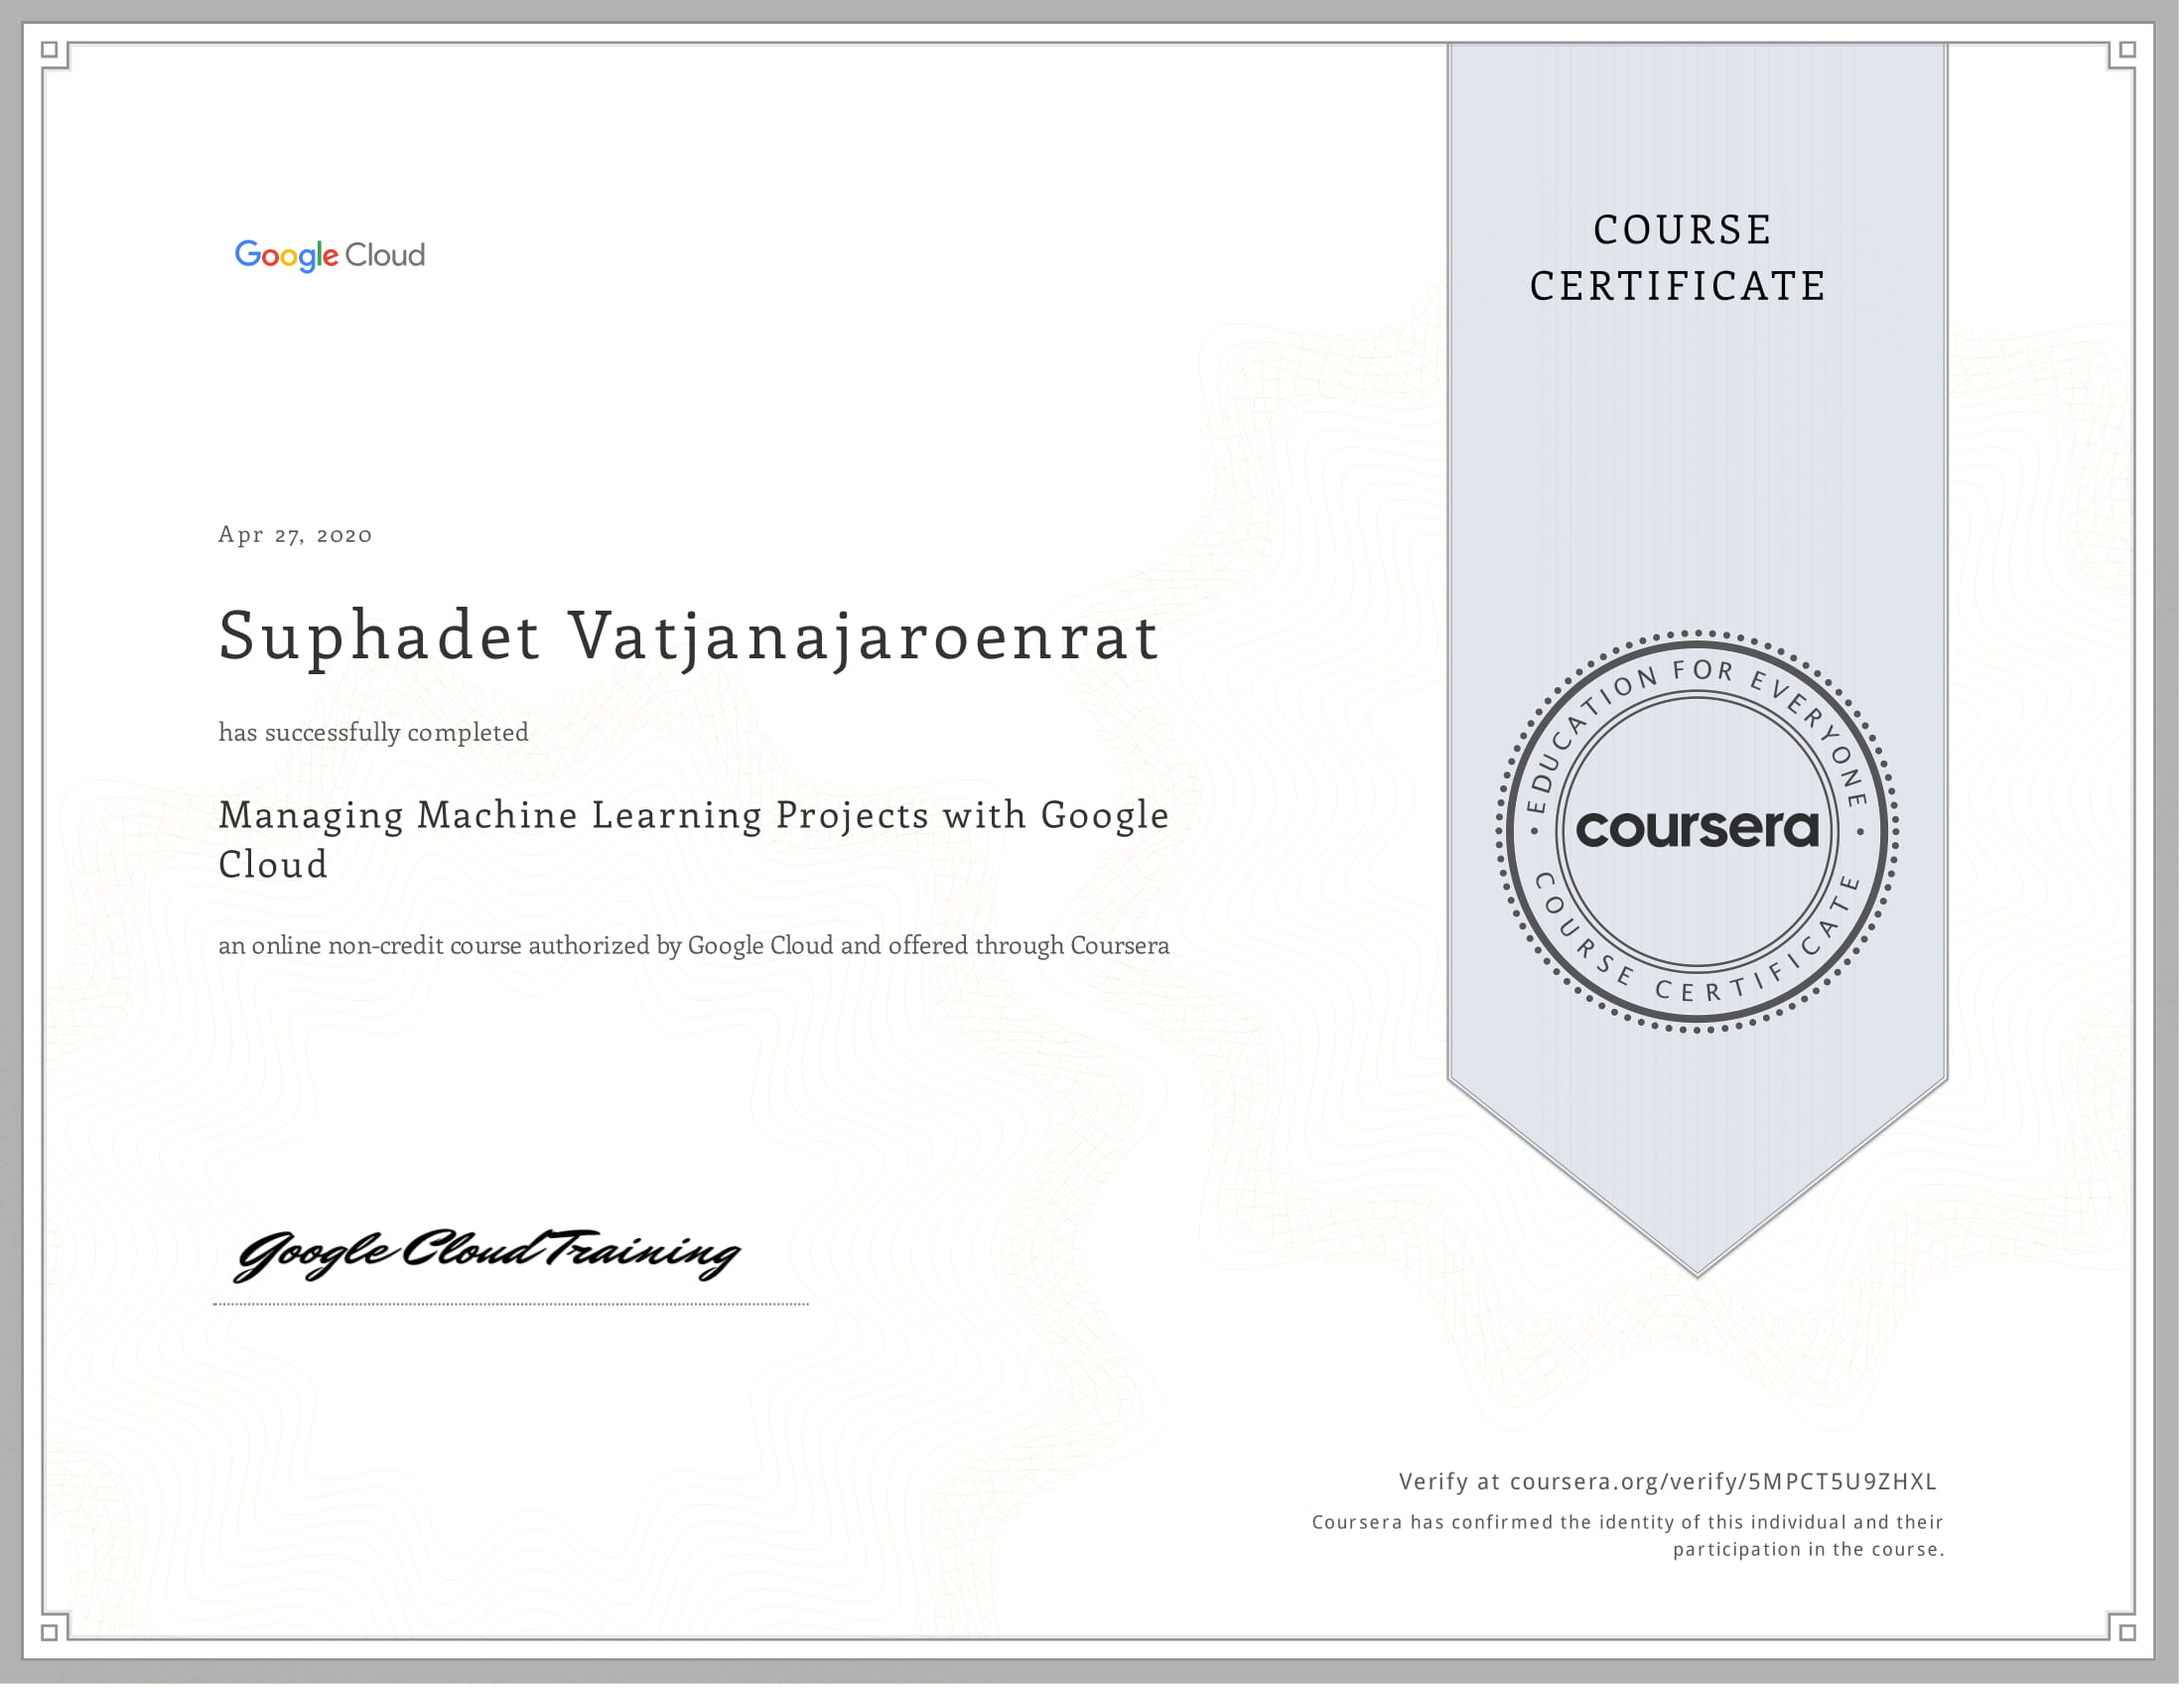 Google Cloud
COURSE
CERTIFICATE
Apr 27, 2020
Suphadet Vatjanajaroenrat
has successfully completed
Managing Machine Learning Projects with Google
Cloud
an online non-credit course authorized by Google Cloud and offered through Coursera
EDUCATION FOR EVERYONE
coursera
COURSE CERTIFICATE
Google Cloud Training
Verify at coursera.org/verify/5MPCT5U9ZHXL
Coursera has confirmed the identity of this individual and their
participation in the course.